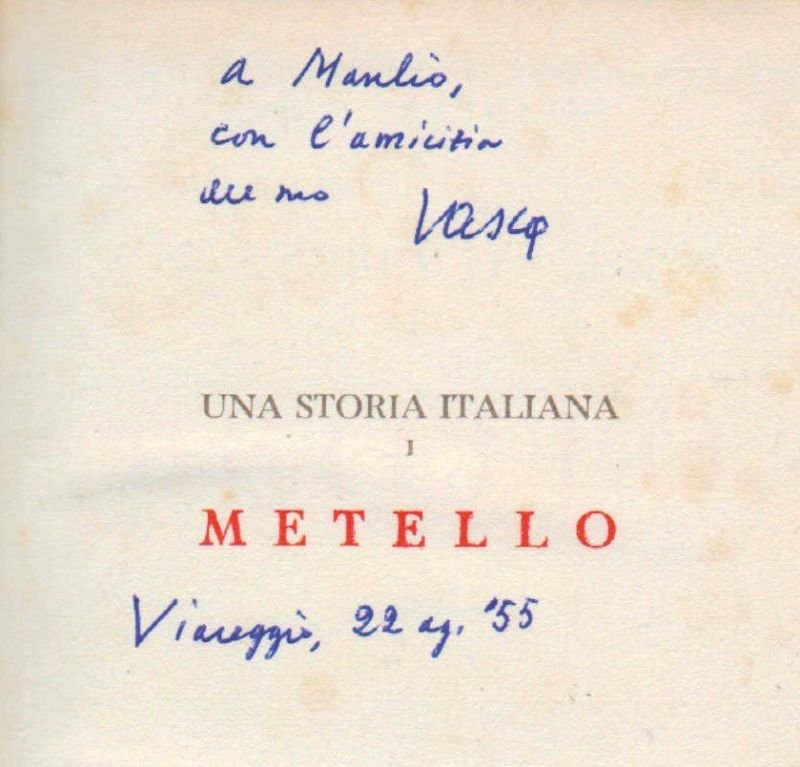 a Manlio,
con l'amicizia
del suo Vasco
UNA STORIA ITALIANA
I
METELLO
Viareggio, 22 ag. '55